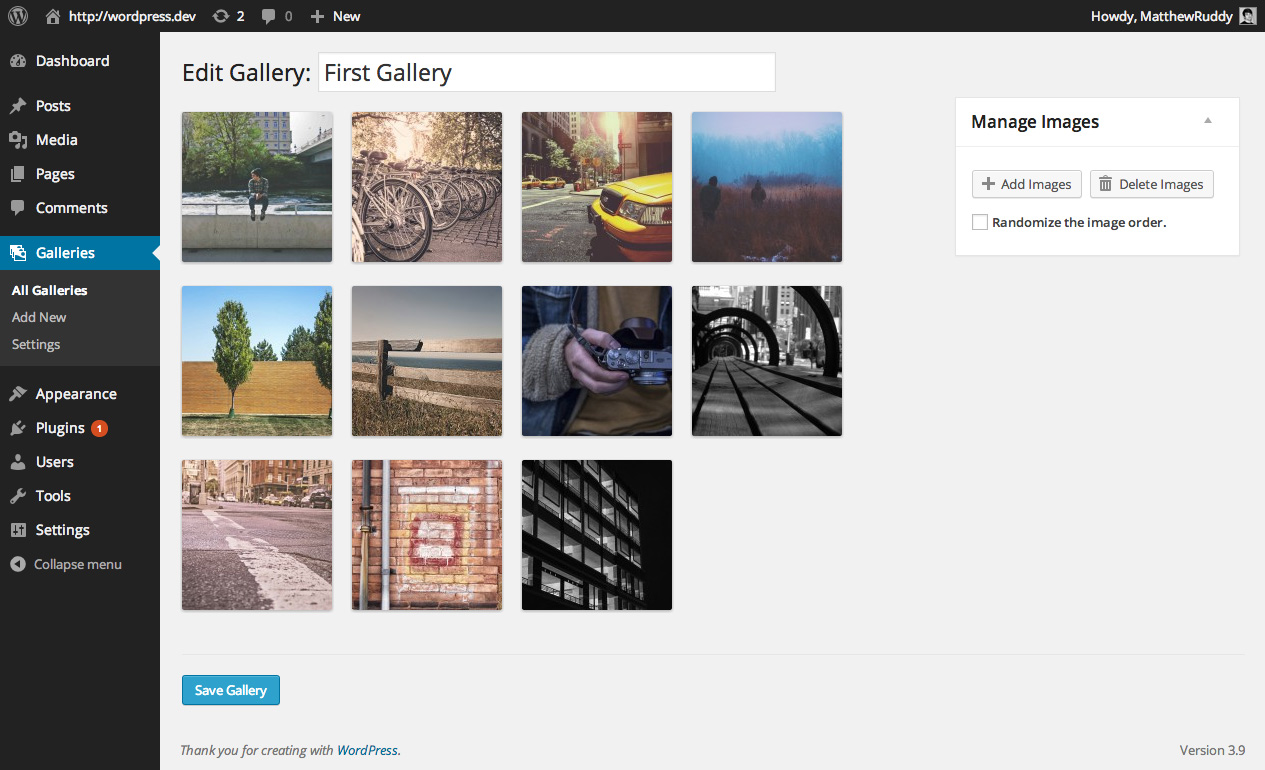 http://wordpress.dev 2 0 New Howdy, MatthewRuddy
Dashboard
Posts
Media
Pages
Comments
Galleries
All Galleries
Add New
Settings
Appearance
Plugins 1
Users
Tools
Settings
Collapse menu
Edit Gallery: First Gallery
Manage Images
Add Images Delete Images
Randomize the image order.
Save Gallery
Thank you for creating with WordPress. Version 3.9